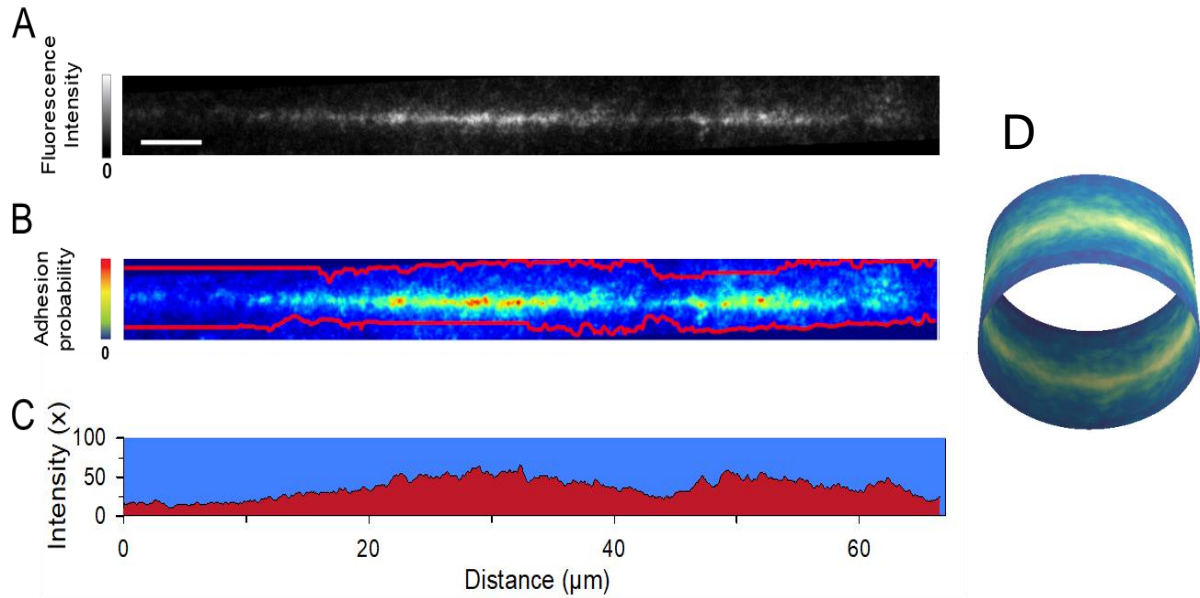 A
Fluorescence
Intensity
0
B
Adhesion
probability
0
C
Intensity (x)
100
50
0
0 20 40 60
Distance (µm)
D